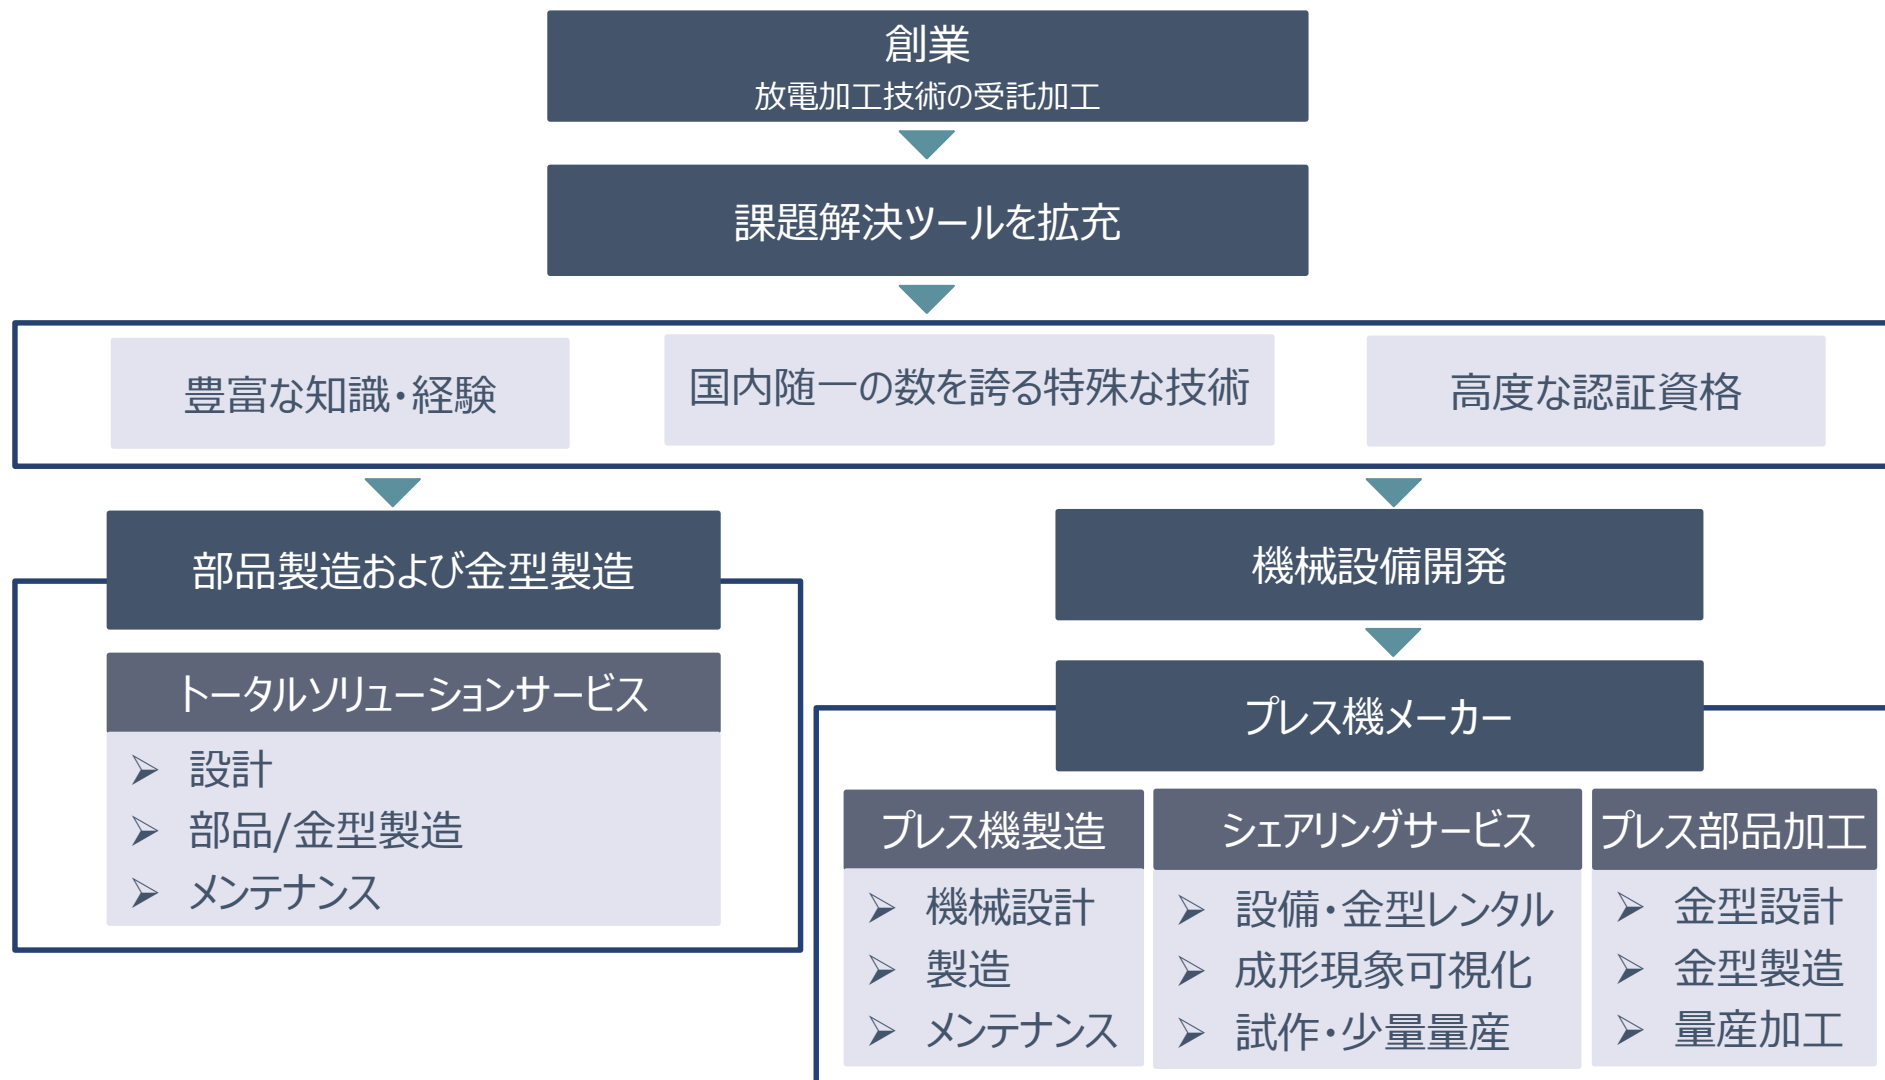 創業
放電加工技術の受託加工
課題解決ツールを拡充
豊富な知識・経験
国内随一の数を誇る特殊な技術
高度な認証資格
部品製造および金型製造
トータルソリューションサービス
➢ 設計
➢ 部品/金型製造
➢ メンテナンス
機械設備開発
プレス機メーカー
プレス機製造
➢ 機械設計
➢ 製造
➢ メンテナンス
シェアリングサービス
➢ 設備・金型レンタル
➢ 成形現象可視化
➢ 試作・少量量産
プレス部品加工
➢ 金型設計
➢ 金型製造
➢ 量産加工